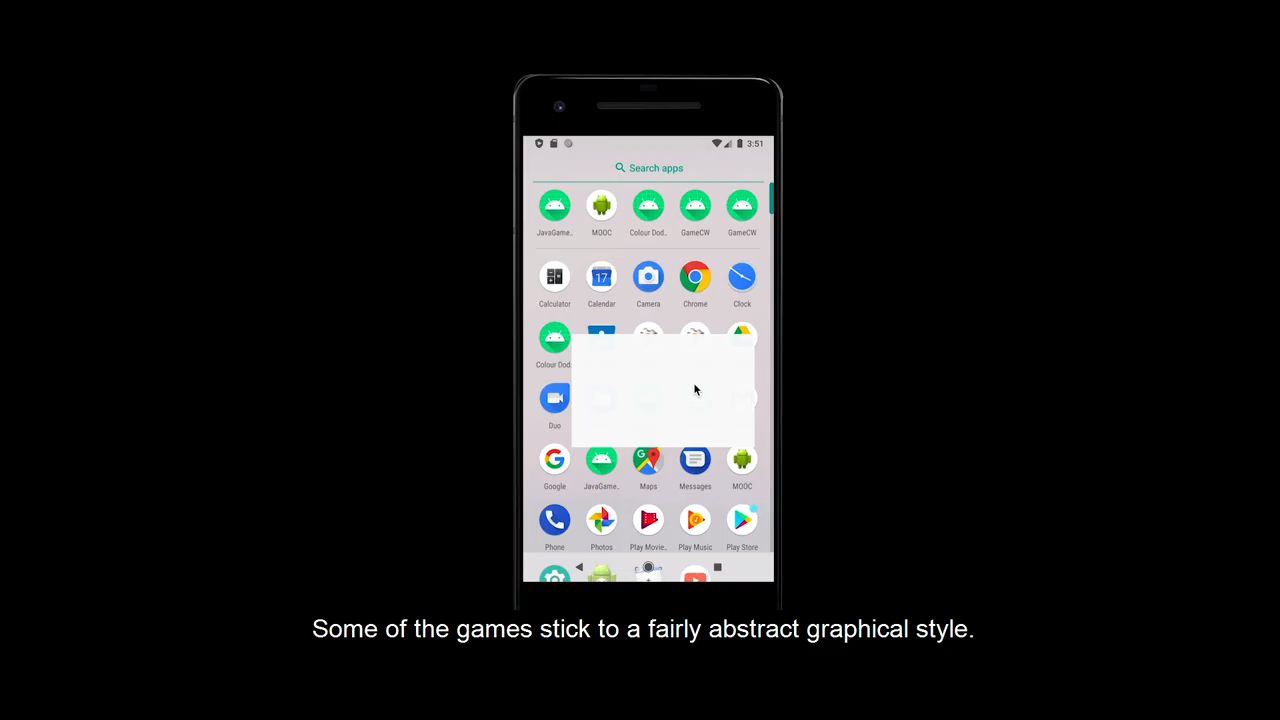 3:51
Search apps
JavaGame.. MOOC Colour Dod.. GameCW GameCW
Calculator Calendar Camera Chrome Clock
17
Colour Dod
Duo
Google JavaGame.. Maps Messages MOOC
Phone Photos Play Movie.. Play Music Play Store
Some of the games stick to a fairly abstract graphical style.